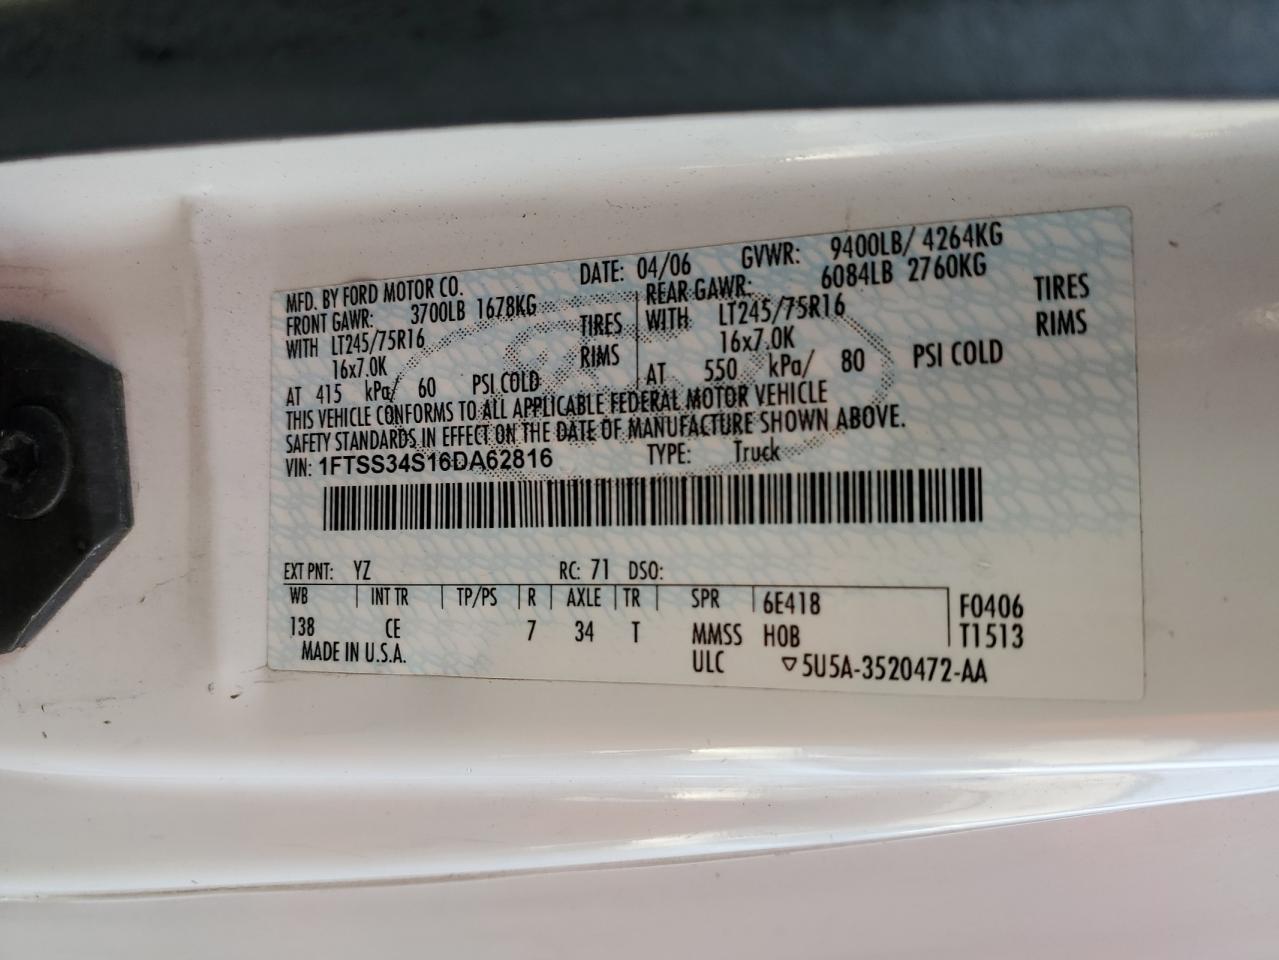 MFD. BY FORD MOTOR CO. DATE: 04/06 GVWR: 9400LB/ 4264KG
FRONT GAWR: 3700LB 1678KG REAR GAWR: 6084LB 2760KG
WITH LT245/75R16 TIRES WITH LT245/75R16 TIRES
16x7.0K RIMS 16x7.0K RIMS
AT 415 kPa/ 60 PSI COLD AT 550 kPa/ 80 PSI COLD
THIS VEHICLE CONFORMS TO ALL APPLICABLE FEDERAL MOTOR VEHICLE
SAFETY STANDARDS IN EFFECT ON THE DATE OF MANUFACTURE SHOWN ABOVE.
VIN: 1FTSS34S16DA62816 TYPE: Truck
EXT PNT: YZ RC: 71 DSO:
WB INT TR TP/PS R AXLE TR SPR 6E418 F0406
138 CE 7 34 T MMSS HOB T1513
MADE IN U.S.A. ULC ▽5U5A-3520472-AA